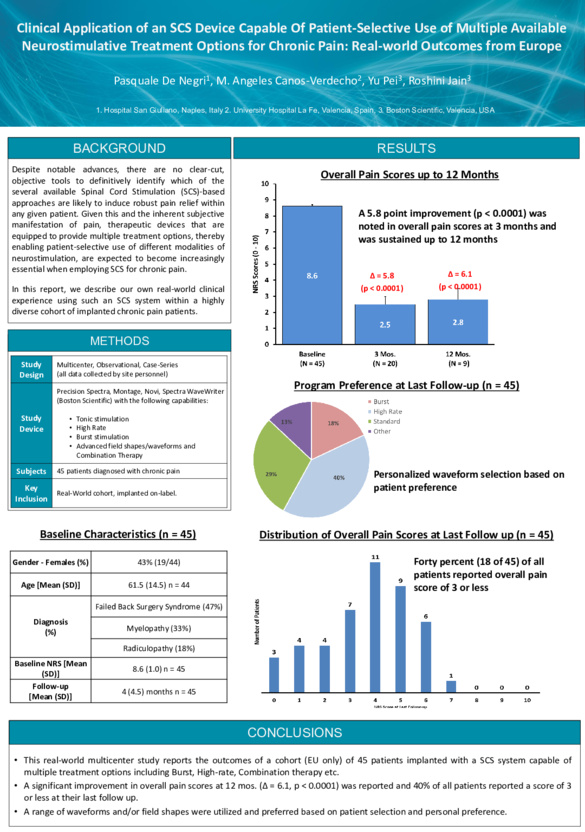 Clinical Application of an SCS Device Capable Of Patient-Selective Use of Multiple Available
Neurostimulative Treatment Options for Chronic Pain: Real-world Outcomes from Europe
Pasquale De Negri1, M. Angeles Canos-Verdecho2, Yu Pei3, Roshini Jain3
1. Hospital San Giuliano, Naples, Italy 2. University Hospital La Fe, Valencia, Spain, 3. Boston Scientific, Valencia, USA
BACKGROUND
Despite notable advances, there are no clear-cut,
objective tools to definitively identify which of the
several available Spinal Cord Stimulation (SCS)-based
approaches are likely to induce robust pain relief within
any given patient. Given this and the inherent subjective
manifestation of pain, therapeutic devices that are
equipped to provide multiple treatment options, thereby
enabling patient-selective use of different modalities of
neurostimulation, are expected to become increasingly
essential when employing SCS for chronic pain.
In this report, we describe our own real-world clinical
experience using such an SCS system within a highly
diverse cohort of implanted chronic pain patients.
METHODS
Study
Design
Multicenter, Observational, Case-Series
(all data collected by site personnel)
Study
Device
Precision Spectra, Montage, Novi, Spectra WaveWriter
(Boston Scientific) with the following capabilities:
• Tonic stimulation
• High Rate
• Burst stimulation
• Advanced field shapes/waveforms and
Combination Therapy
Subjects
45 patients diagnosed with chronic pain
Key
Inclusion
Real-World cohort, implanted on-label.
Baseline Characteristics (n = 45)
Gender - Females (%)
43% (19/44)
Age [Mean (SD)]
61.5 (14.5) n = 44
Diagnosis
(%)
Failed Back Surgery Syndrome (47%)
Myelopathy (33%)
Radiculopathy (18%)
Baseline NRS [Mean
(SD)]
8.6 (1.0) n = 45
Follow-up
[Mean (SD)]
4 (4.5) months n = 45
RESULTS
Overall Pain Scores up to 12 Months
NRS Scores (0 - 10)
10
9
8
7
6
5
4
3
2
1
0
A 5.8 point improvement (p < 0.0001) was
noted in overall pain scores at 3 months and
was sustained up to 12 months
Δ = 5.8
(p < 0.0001)
Δ = 6.1
(p < 0.0001)
8.6
2.5
2.8
Baseline
(N = 45)
3 Mos.
(N = 20)
12 Mos.
(N = 9)
Program Preference at Last Follow-up (n = 45)
Burst
High Rate
Standard
Other
18%
40%
29%
13%
Personalized waveform selection based on
patient preference
Distribution of Overall Pain Scores at Last Follow up (n = 45)
Number of Patients
Forty percent (18 of 45) of all
patients reported overall pain
score of 3 or less
3
4
4
7
11
9
6
1
0
0
0
0 1 2 3 4 5 6 7 8 9 10
NRS Score at Last Follow-up
CONCLUSIONS
• This real-world multicenter study reports the outcomes of a cohort (EU only) of 45 patients implanted with a SCS system capable of
multiple treatment options including Burst, High-rate, Combination therapy etc.
• A significant improvement in overall pain scores at 12 mos. (Δ = 6.1, p < 0.0001) was reported and 40% of all patients reported a score of 3
or less at their last follow up.
• A range of waveforms and/or field shapes were utilized and preferred based on patient selection and personal preference.